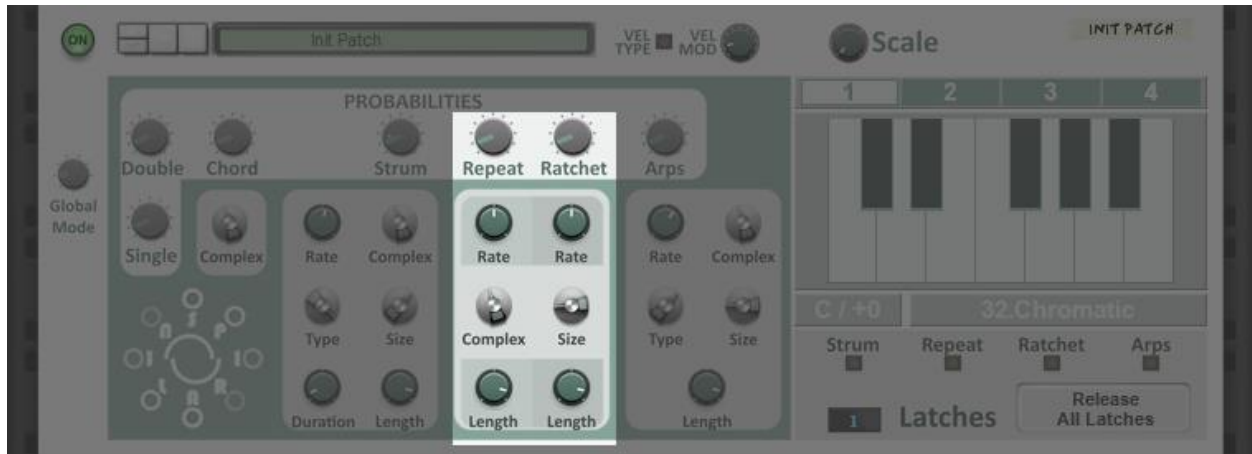 ON
Init Patch
VEL TYPE
VEL MOD
Scale
INIT PATCH
PROBABILITIES
1 2 3 4
Double Chord Strum Repeat Ratchet Arps
Global
Mode
Single Complex Rate Complex Rate Rate Rate Complex
Type Size Complex Size Type Size
C / +0 32.Chromatic
Strum Repeat Ratchet Arps
Duration Length Length Length Length
1 Latches
Release
All Latches